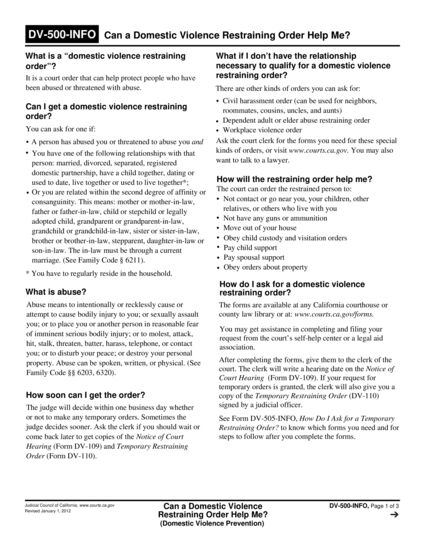 DV-500-INFO Can a Domestic Violence Restraining Order Help Me?
What is a “domestic violence restraining
order”?
It is a court order that can help protect people who have
been abused or threatened with abuse.
Can I get a domestic violence restraining
order?
You can ask for one if:
• A person has abused you or threatened to abuse you and
• You have one of the following relationships with that
person: married, divorced, separated, registered
domestic partnership, have a child together, dating or
used to date, live together or used to live together*;
• Or you are related within the second degree of affinity or
consanguinity. This means: mother or mother-in-law,
father or father-in-law, child or stepchild or legally
adopted child, grandparent or grandparent-in-law,
grandchild or grandchild-in-law, sister or sister-in-law,
brother or brother-in-law, stepparent, daughter-in-law or
son-in-law. The in-law must be through a current
marriage. (See Family Code § 6211).
* You have to regularly reside in the household.
What is abuse?
Abuse means to intentionally or recklessly cause or
attempt to cause bodily injury to you; or sexually assault
you; or to place you or another person in reasonable fear
of imminent serious bodily injury; or to molest, attack,
hit, stalk, threaten, batter, harass, telephone, or contact
you; or to disturb your peace; or destroy your personal
property. Abuse can be spoken, written, or physical. (See
Family Code §§ 6203, 6320).
How soon can I get the order?
The judge will decide within one business day whether
or not to make any temporary orders. Sometimes the
judge decides sooner. Ask the clerk if you should wait or
come back later to get copies of the Notice of Court
Hearing (Form DV-109) and Temporary Restraining
Order (Form DV-110).
What if I don’t have the relationship
necessary to qualify for a domestic violence
restraining order?
There are other kinds of orders you can ask for:
• Civil harassment order (can be used for neighbors,
roommates, cousins, uncles, and aunts)
• Dependent adult or elder abuse restraining order
• Workplace violence order
Ask the court clerk for the forms you need for these special
kinds of orders, or visit www.courts.ca.gov. You may also
want to talk to a lawyer.
How will the restraining order help me?
The court can order the restrained person to:
• Not contact or go near you, your children, other
relatives, or others who live with you
• Not have any guns or ammunition
• Move out of your house
• Obey child custody and visitation orders
• Pay child support
• Pay spousal support
• Obey orders about property
How do I ask for a domestic violence
restraining order?
The forms are available at any California courthouse or
county law library or at: www.courts.ca.gov/forms.
You may get assistance in completing and filing your
request from the court’s self-help center or a legal aid
association.
After completing the forms, give them to the clerk of the
court. The clerk will write a hearing date on the Notice of
Court Hearing (Form DV-109). If your request for
temporary orders is granted, the clerk will also give you a
copy of the Temporary Restraining Order (DV-110)
signed by a judicial officer.
See Form DV-505-INFO, How Do I Ask for a Temporary
Restraining Order? to know which forms you need and for
steps to follow after you complete the forms.
Judicial Council of California, www.courts.ca.gov
Revised January 1, 2012
Can a Domestic Violence
Restraining Order Help Me?
(Domestic Violence Prevention)
DV-500-INFO, Page 1 of 3
➔